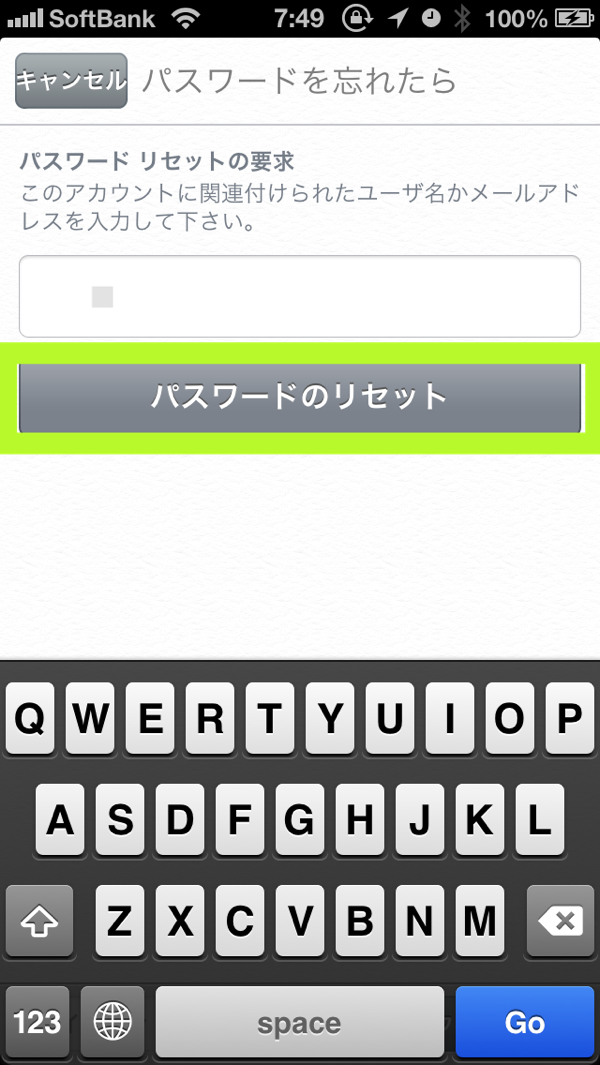 SoftBank 7:49 100%
キャンセル パスワードを忘れたら
パスワード リセットの要求
このアカウントに関連付けられたユーザ名かメールアド
レスを入力して下さい。
パスワードのリセット
Q W E R T Y U I O P
A S D F G H J K L
Z X C V B N M
123 space Go